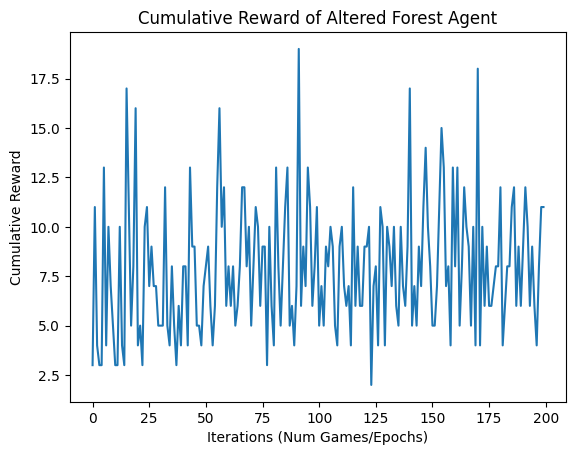 Cumulative Reward of Altered Forest Agent
Cumulative Reward
17.5
15.0
12.5
10.0
7.5
5.0
2.5
0 25 50 75 100 125 150 175 200
Iterations (Num Games/Epochs)